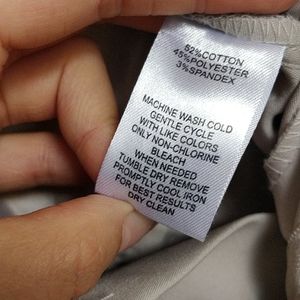 52%COTTON
45%POLYESTER
3%SPANDEX
MACHINE WASH COLD
GENTLE CYCLE
WITH LIKE COLORS
ONLY NON-CHLORINE
BLEACH
WHEN NEEDED
TUMBLE DRY REMOVE
PROMPTLY COOL IRON
FOR BEST RESULTS
DRY CLEAN